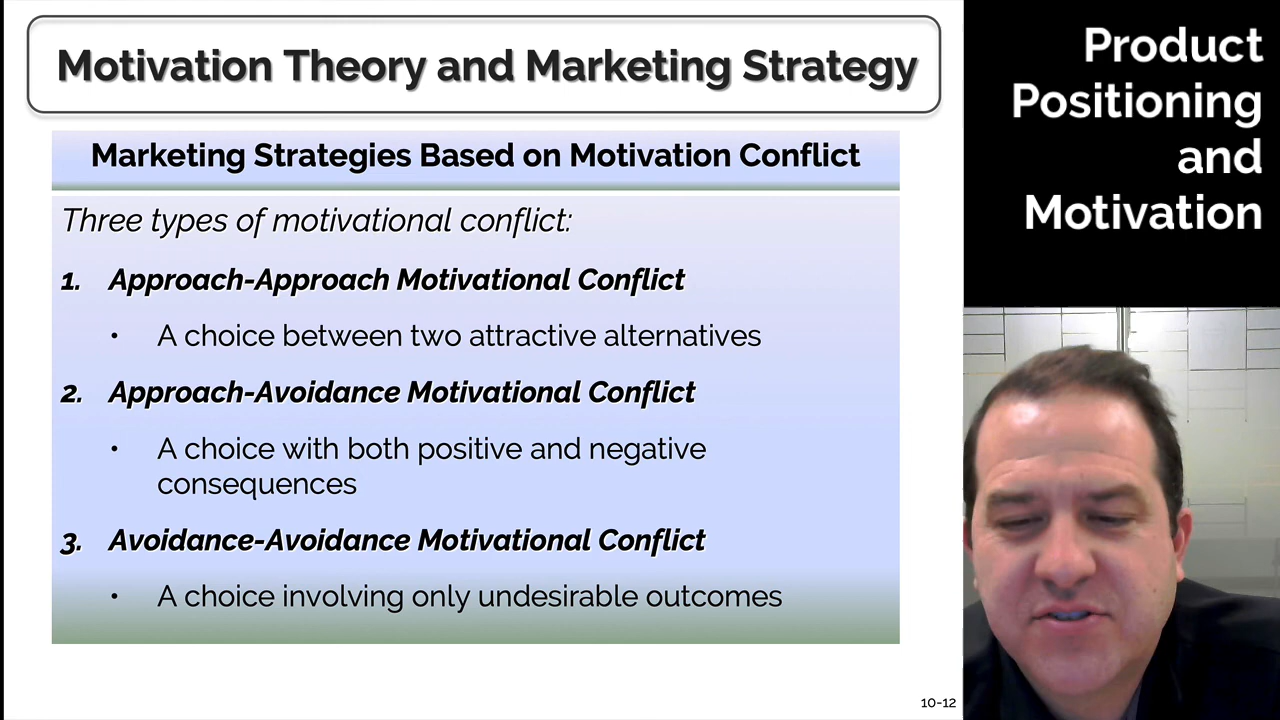 Motivation Theory and Marketing Strategy
Marketing Strategies Based on Motivation Conflict
Three types of motivational conflict:
1. Approach-Approach Motivational Conflict
• A choice between two attractive alternatives
2. Approach-Avoidance Motivational Conflict
• A choice with both positive and negative
consequences
3. Avoidance-Avoidance Motivational Conflict
• A choice involving only undesirable outcomes
10-12
Product
Positioning
and
Motivation